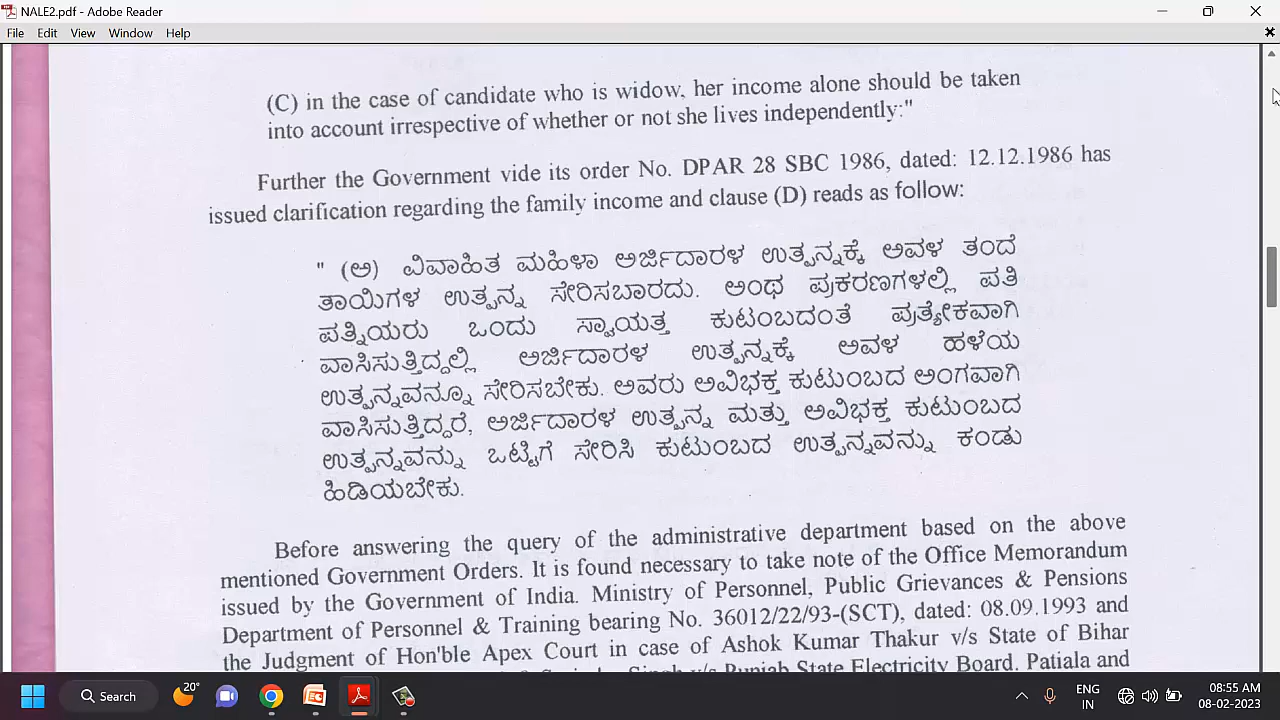 NALE2.pdf - Adobe Reader
File Edit View Window Help
(C) in the case of candidate who is widow, her income alone should be taken
into account irrespective of whether or not she lives independently:"
Further the Government vide its order No. DPAR 28 SBC 1986, dated: 12.12.1986 has
issued clarification regarding the family income and clause (D) reads as follow:
" (ಅ) ವಿವಾಹಿತ ಮಹಿಳಾ ಅರ್ಜಿದಾರಳ ಉತ್ಪನ್ನಕ್ಕೆ ಅವಳ ತಂದೆ
ತಾಯಿಗಳ ಉತ್ಪನ್ನ ಸೇರಿಸಬಾರದು. ಅಂಥ ಪ್ರಕರಣಗಳಲ್ಲಿ ಪತಿ
ಪತ್ನಿಯರು ಒಂದು ಸ್ವಾಯತ್ತ ಕುಟುಂಬದಂತೆ ಪ್ರತ್ಯೇಕವಾಗಿ
ವಾಸಿಸುತ್ತಿದ್ದಲ್ಲಿ ಅರ್ಜಿದಾರಳ ಉತ್ಪನ್ನಕ್ಕೆ ಅವಳ ಹಳೆಯ
ಉತ್ಪನ್ನವನ್ನೂ ಸೇರಿಸಬೇಕು. ಅವರು ಅವಿಭಕ್ತ ಕುಟುಂಬದ ಅಂಗವಾಗಿ
ವಾಸಿಸುತ್ತಿದ್ದರೆ, ಅರ್ಜಿದಾರಳ ಉತ್ಪನ್ನ ಮತ್ತು ಅವಿಭಕ್ತ ಕುಟುಂಬದ
ಉತ್ಪನ್ನವನ್ನು ಒಟ್ಟಿಗೆ ಸೇರಿಸಿ ಕುಟುಂಬದ ಉತ್ಪನ್ನವನ್ನು ಕಂಡು
ಹಿಡಿಯಬೇಕು.
Before answering the query of the administrative department based on the above
mentioned Government Orders. It is found necessary to take note of the Office Memorandum
issued by the Government of India. Ministry of Personnel, Public Grievances & Pensions
Department of Personnel & Training bearing No. 36012/22/93-(SCT), dated: 08.09.1993 and
the Judgment of Hon'ble Apex Court in case of Ashok Kumar Thakur v/s State of Bihar
Singh v/s Punjab State Electricity Board. Patiala and
20°
Search
ENG
IN
08:55 AM
08-02-2023